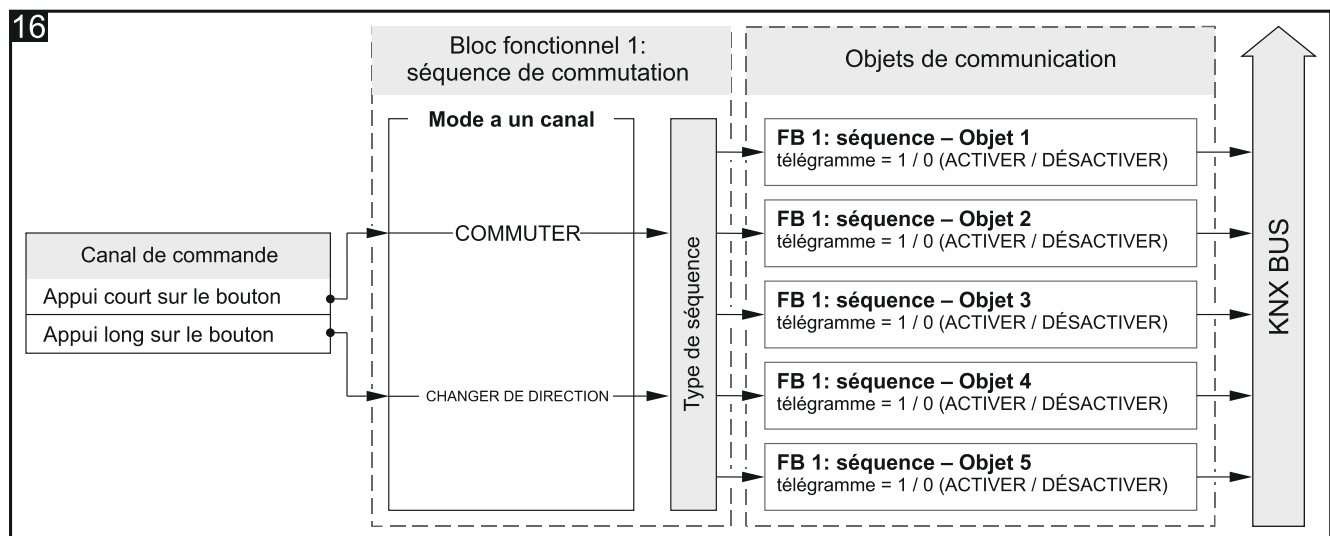 16
Bloc fonctionnel 1:
séquence de commutation
Objets de communication
Mode a un canal
FB 1: séquence – Objet 1
télégramme = 1 / 0 (ACTIVER / DÉSACTIVER)
COMMUTER
FB 1: séquence – Objet 2
télégramme = 1 / 0 (ACTIVER / DÉSACTIVER)
Canal de commande
Appui court sur le bouton
Appui long sur le bouton
Type de séquence
FB 1: séquence – Objet 3
télégramme = 1 / 0 (ACTIVER / DÉSACTIVER)
KNX BUS
CHANGER DE DIRECTION
FB 1: séquence – Objet 4
télégramme = 1 / 0 (ACTIVER / DÉSACTIVER)
FB 1: séquence – Objet 5
télégramme = 1 / 0 (ACTIVER / DÉSACTIVER)